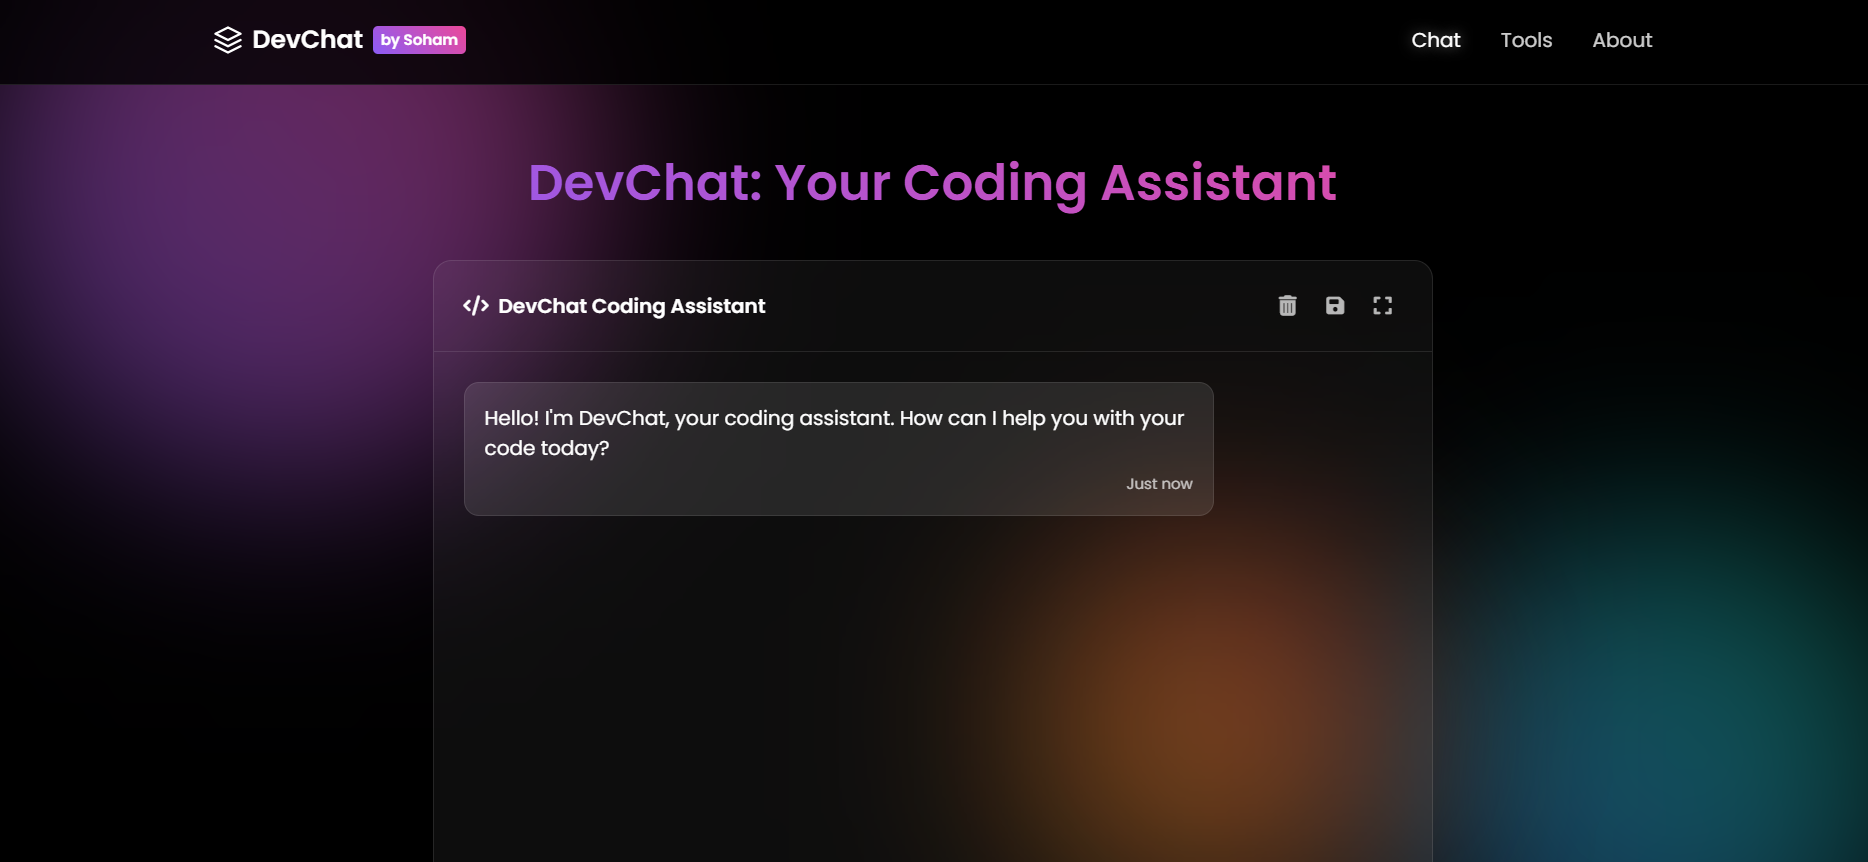 DevChat by Soham
Chat Tools About
DevChat: Your Coding Assistant
DevChat Coding Assistant
Hello! I'm DevChat, your coding assistant. How can I help you with your
code today?
Just now